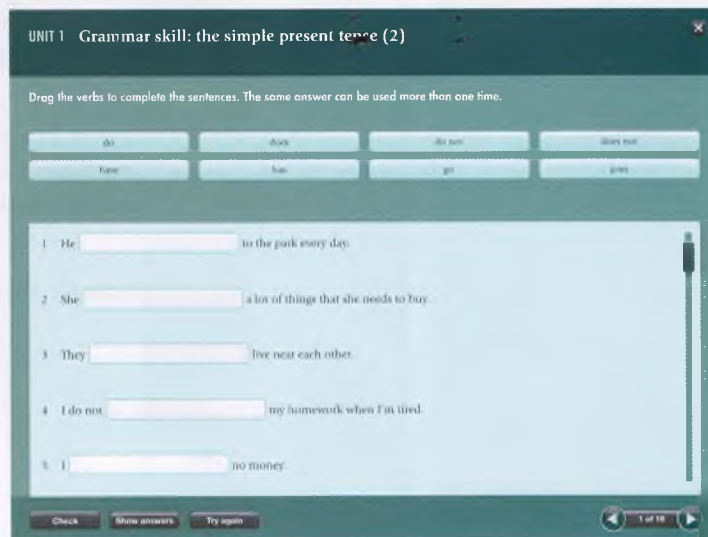 UNIT 1 Grammar skill: the simple present tence (2)
Drag the verbs to complete the sentences. The same answer can be used more than one time.
do does do not does not
have has go goes
1 He to the park every day.
2 She a lot of things that she needs to buy.
3 They live near each other.
4 I do not my homework when I'm tired.
5 I no money.
Check Show answers Try again 1 of 16